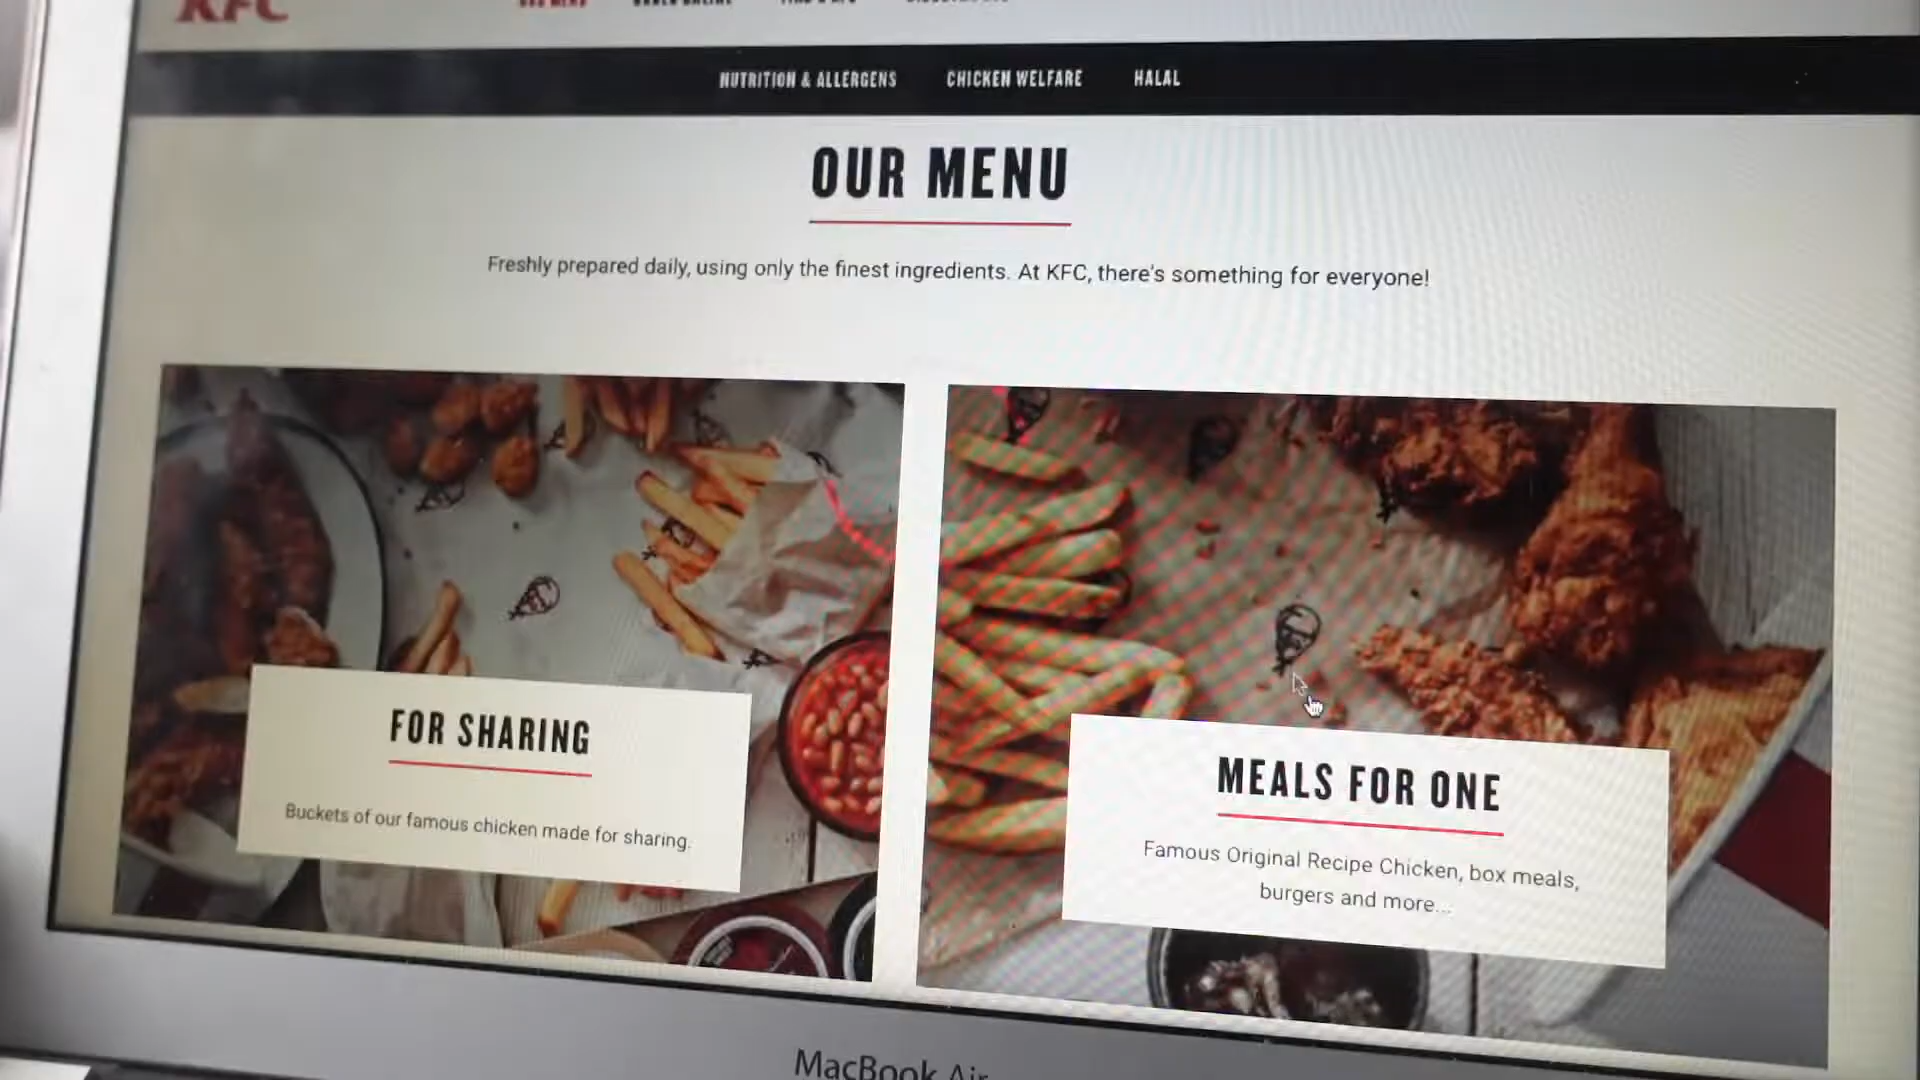 KFC
NUTRITION & ALLERGENS CHICKEN WELFARE HALAL
OUR MENU
Freshly prepared daily, using only the finest ingredients. At KFC, there's something for everyone!
FOR SHARING
Buckets of our famous chicken made for sharing.
MEALS FOR ONE
Famous Original Recipe Chicken, box meals,
burgers and more...
MacBook Air